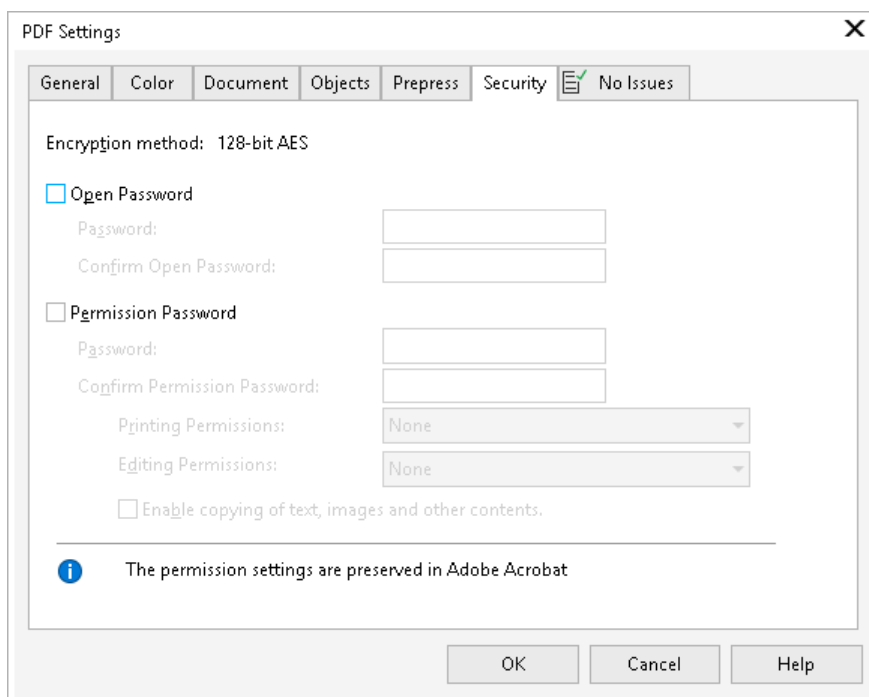 PDF Settings
General Color Document Objects Prepress Security No Issues
Encryption method: 128-bit AES
Open Password
Password:
Confirm Open Password:
Permission Password
Password:
Confirm Permission Password:
Printing Permissions: None
Editing Permissions: None
Enable copying of text, images and other contents.
The permission settings are preserved in Adobe Acrobat
OK Cancel Help